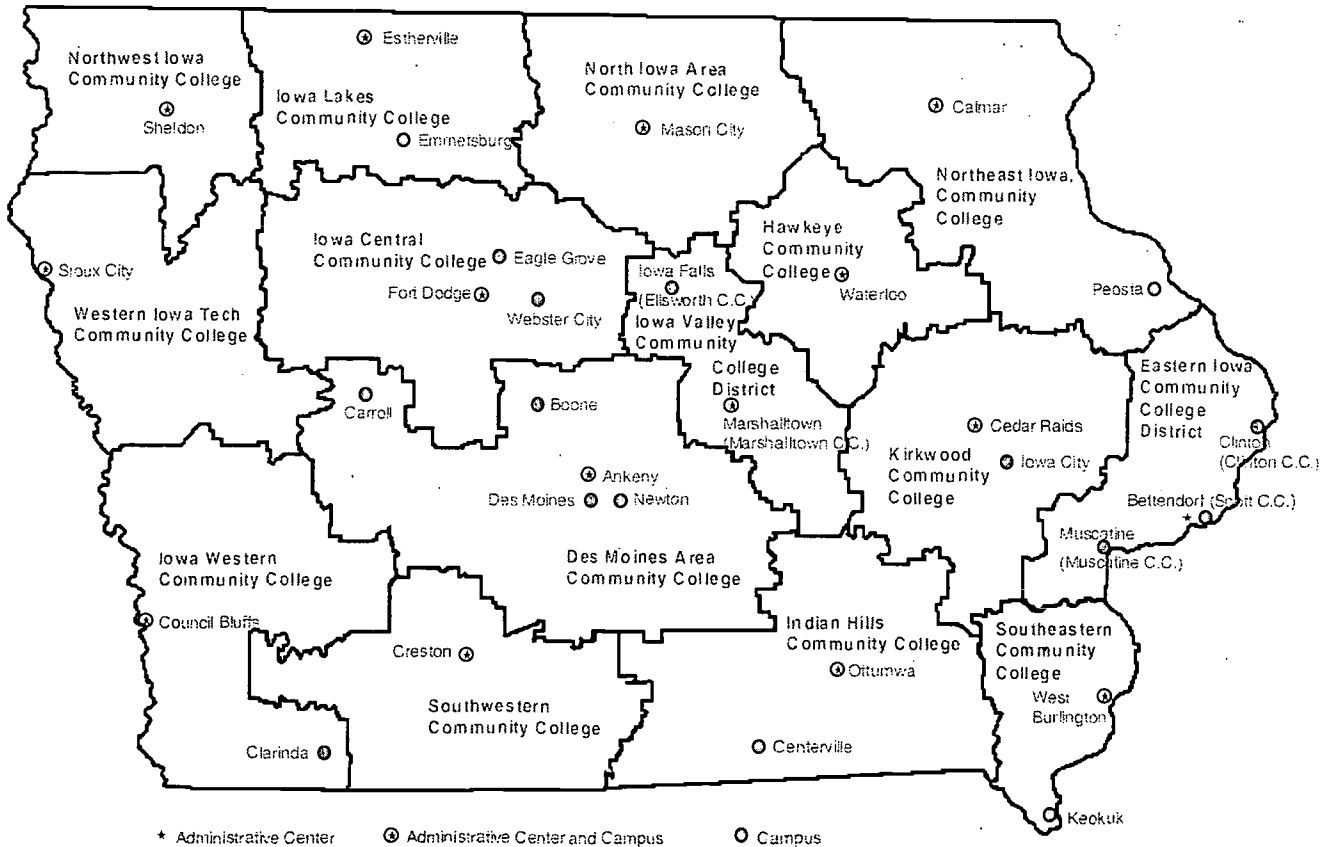 Estherville
Northwest Iowa
Community College
North Iowa Area
Community College
Iowa Lakes
Community College
Sheldon
Calmar
Mason City
Emmetsburg
Northeast Iowa,
Community
College
Hawkeye
Community
College
Iowa Central
Community College
Eagle Grove
Sioux City
Iowa Falls
(Ellsworth C.C.)
Iowa Valley
Community
College
District
Waterloo
Peosta
Fort Dodge
Webster City
Western Iowa Tech
Community College
Eastern Iowa
Community
College
District
Carroll
Boone
Marshalltown
(Marshalltown C.C.)
Cedar Raids
Clinton
(Clinton C.C.)
Kirkwood
Community
College
Iowa City
Ankeny
Des Moines
Newton
Bettendorf (Scott C.C.)
Muscatine
(Muscatine C.C.)
Iowa Western
Community College
Des Moines Area
Community College
Council Bluffs
Indian Hills
Community College
Southeastern
Community
College
Creston
Ottumwa
West
Burlington
Southwestern
Community College
Clarinda
Centerville
Keokuk
Administrative Center
Administrative Center and Campus
Campus